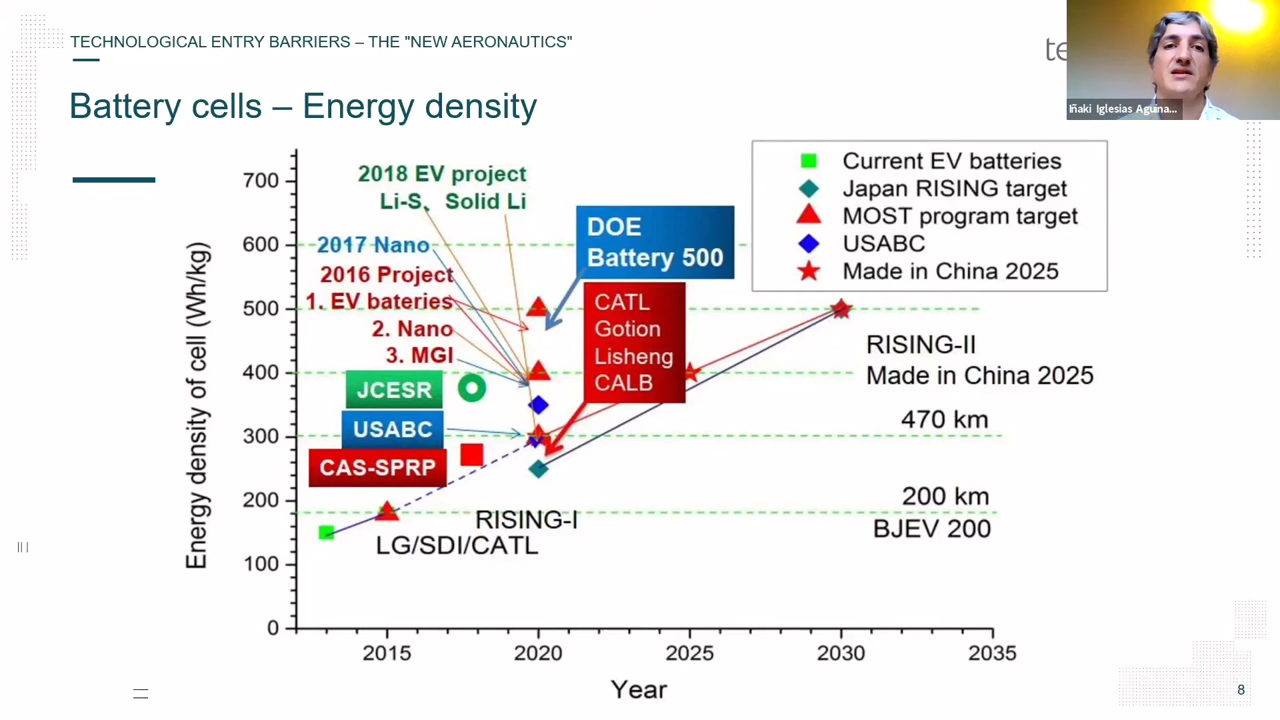 TECHNOLOGICAL ENTRY BARRIERS – THE "NEW AERONAUTICS"
te
Iñaki Iglesias Aguina...
Battery cells – Energy density
Energy density of cell (Wh/kg)
700
600
500
400
300
200
100
0
2018 EV project
Li-S、 Solid Li
2017 Nano
2016 Project
1. EV bateries
2. Nano
3. MGI
JCESR
USABC
CAS-SPRP
DOE
Battery 500
CATL
Gotion
Lisheng
CALB
Current EV batteries
Japan RISING target
MOST program target
USABC
Made in China 2025
RISING-II
Made in China 2025
470 km
200 km
BJEV 200
RISING-I
LG/SDI/CATL
2015
2020
2025
2030
2035
Year
8